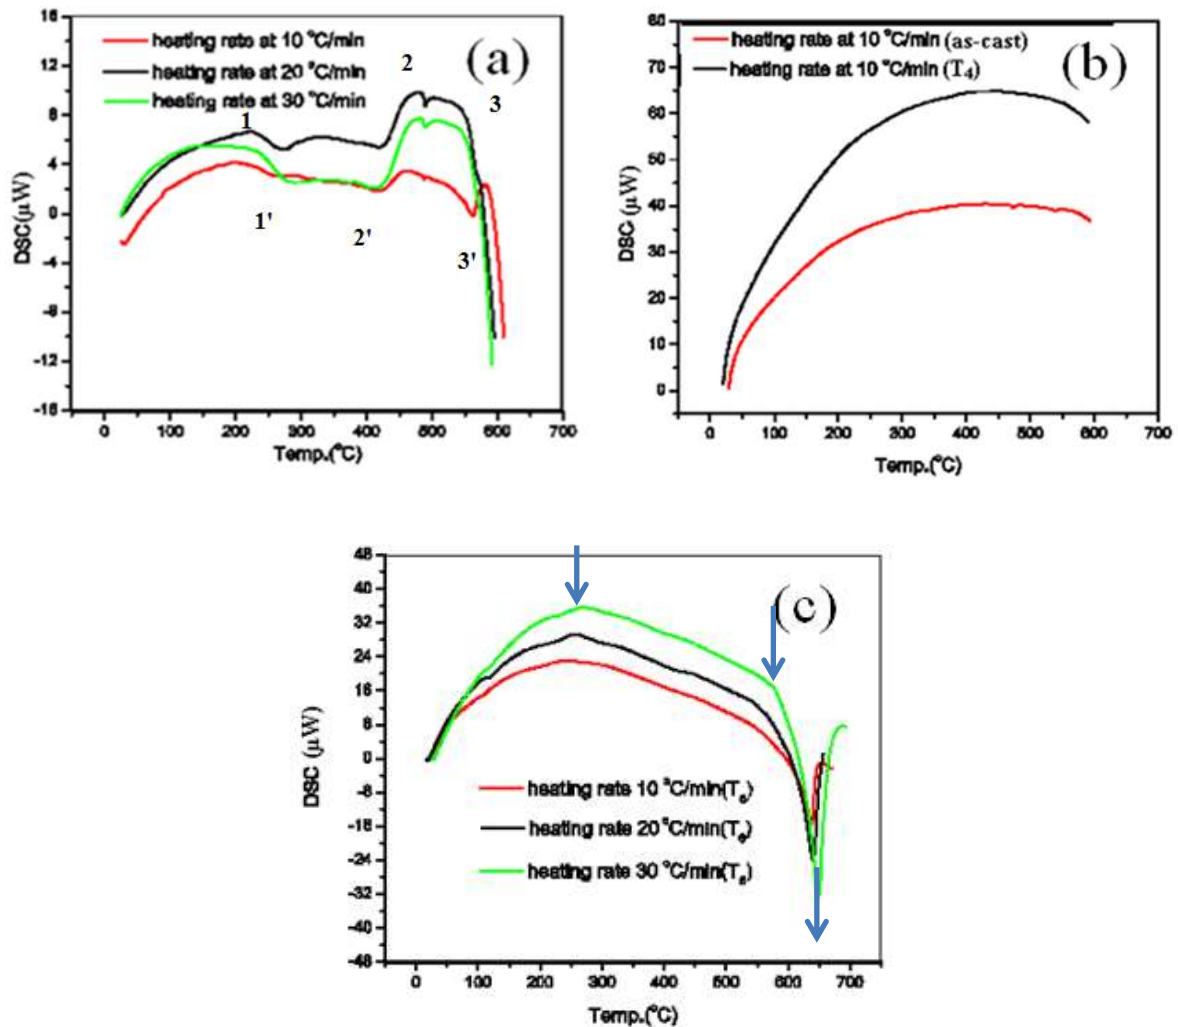 16
12
8
4
0
-4
-8
-12
-16
DSC(μW)
heating rate at 10 °C/min
heating rate at 20 °C/min
heating rate at 30 °C/min
(a)
1
2
3
1'
2'
3'
0 100 200 300 400 500 600 700
Temp.(°C)
80
70
60
50
40
30
20
10
0
DSC (μW)
heating rate at 10 °C/min (as-cast)
heating rate at 10 °C/min (T₄)
(b)
0 100 200 300 400 500 600 700
Temp.(°C)
48
40
32
24
16
8
0
-8
-16
-24
-32
-40
-48
DSC (μW)
(c)
heating rate 10 °C/min(T₆)
heating rate 20 °C/min(T₆)
heating rate 30 °C/min(T₆)
0 100 200 300 400 500 600 700
Temp.(°C)